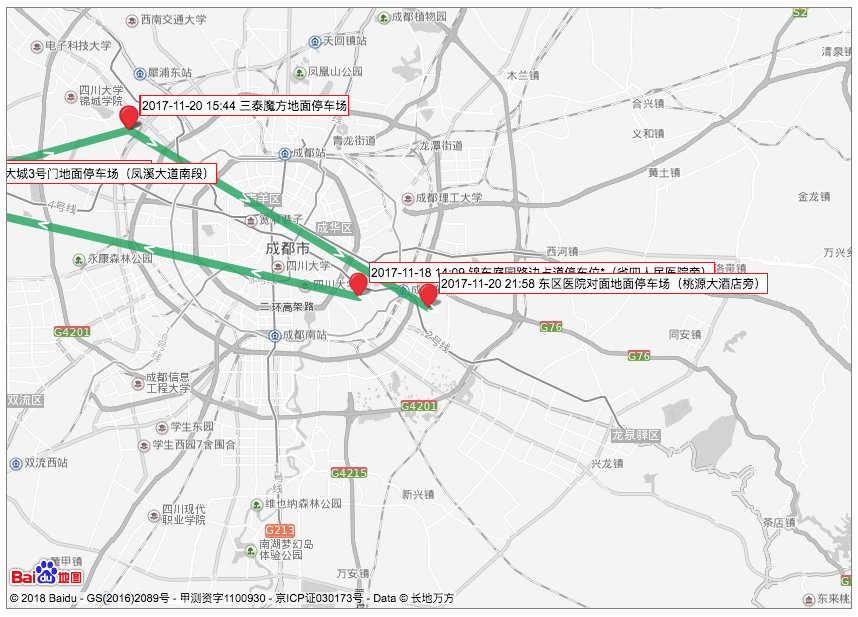 西南交通大学
成都植物园
S2
电子科技大学
天回镇站
清泉镇
犀浦东站
凤凰山公园
木兰镇
四川大学
锦城学院
2017-11-20 15:44 三泰魔方地面停车场
合兴镇
青龙街道
龙潭街道
义和镇
成都站
大城3号门地面停车场（凤溪大道南段）
黄土镇
4号线
成都理工大学
金龙镇
成华区
成都市
西河镇
万兴乡
永康森林公园
四川大学
2017-11-18 14:09 锦东庭园路边占道停车位*（省四人民医院旁）
洛带镇
2017-11-20 21:58 东区医院对面地面停车场（桃源大酒店旁）
二环高架路
G4201
成都南站
2号线
G76
同安镇
G76
成都信息
工程大学
双流区
G4201
学生东园
学生西园7舍围合
龙泉驿区
双流西站
兴龙镇
G4215
1号线
新兴镇
维也纳森林公园
四川现代
职业学院
G213
茶店镇
南湖梦幻岛
体验公园
黄甲镇
万安镇
Bai du 地图
东来桃
© 2018 Baidu - GS(2016)2089号 - 甲测资字1100930 - 京ICP证030173号 - Data © 长地万方